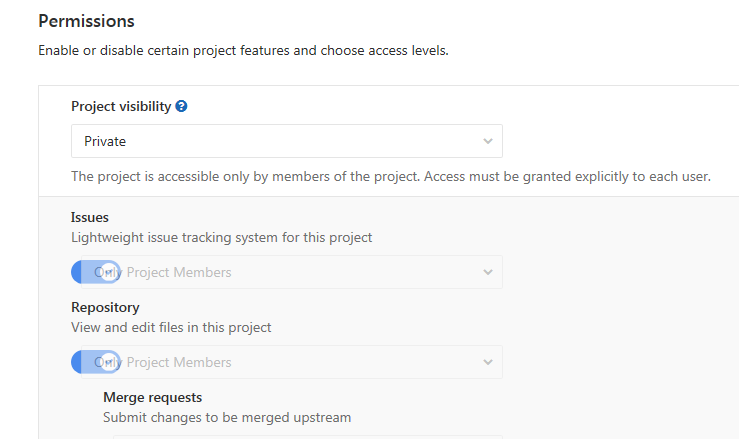 Permissions
Enable or disable certain project features and choose access levels.
Project visibility ?
Private
The project is accessible only by members of the project. Access must be granted explicitly to each user.
Issues
Lightweight issue tracking system for this project
Only Project Members
Repository
View and edit files in this project
Only Project Members
Merge requests
Submit changes to be merged upstream